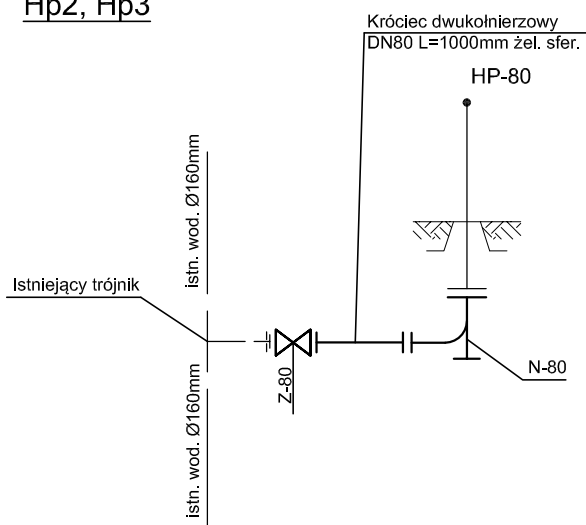 Hp2, Hp3
Króciec dwukołnierzowy
DN80 L=1000mm żel. sfer.
HP-80
istn. wod. Ø160mm
Istniejący trójnik
Z-80
N-80
istn. wod. Ø160mm